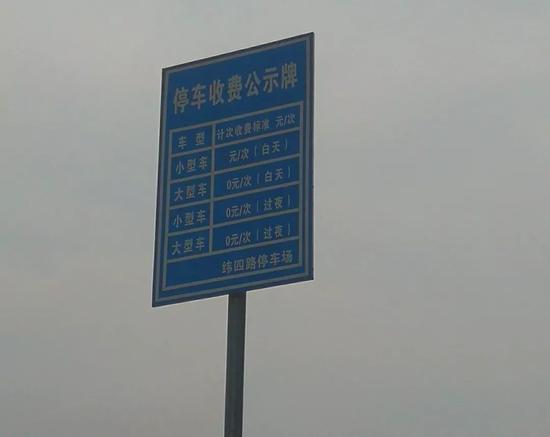 停车收费公示牌
车型 计次收费标准 元/次
小型车 元/次（白天）
大型车 0元/次（白天）
小型车 0元/次（过夜）
大型车 0元/次（过夜）
纬四路停车场